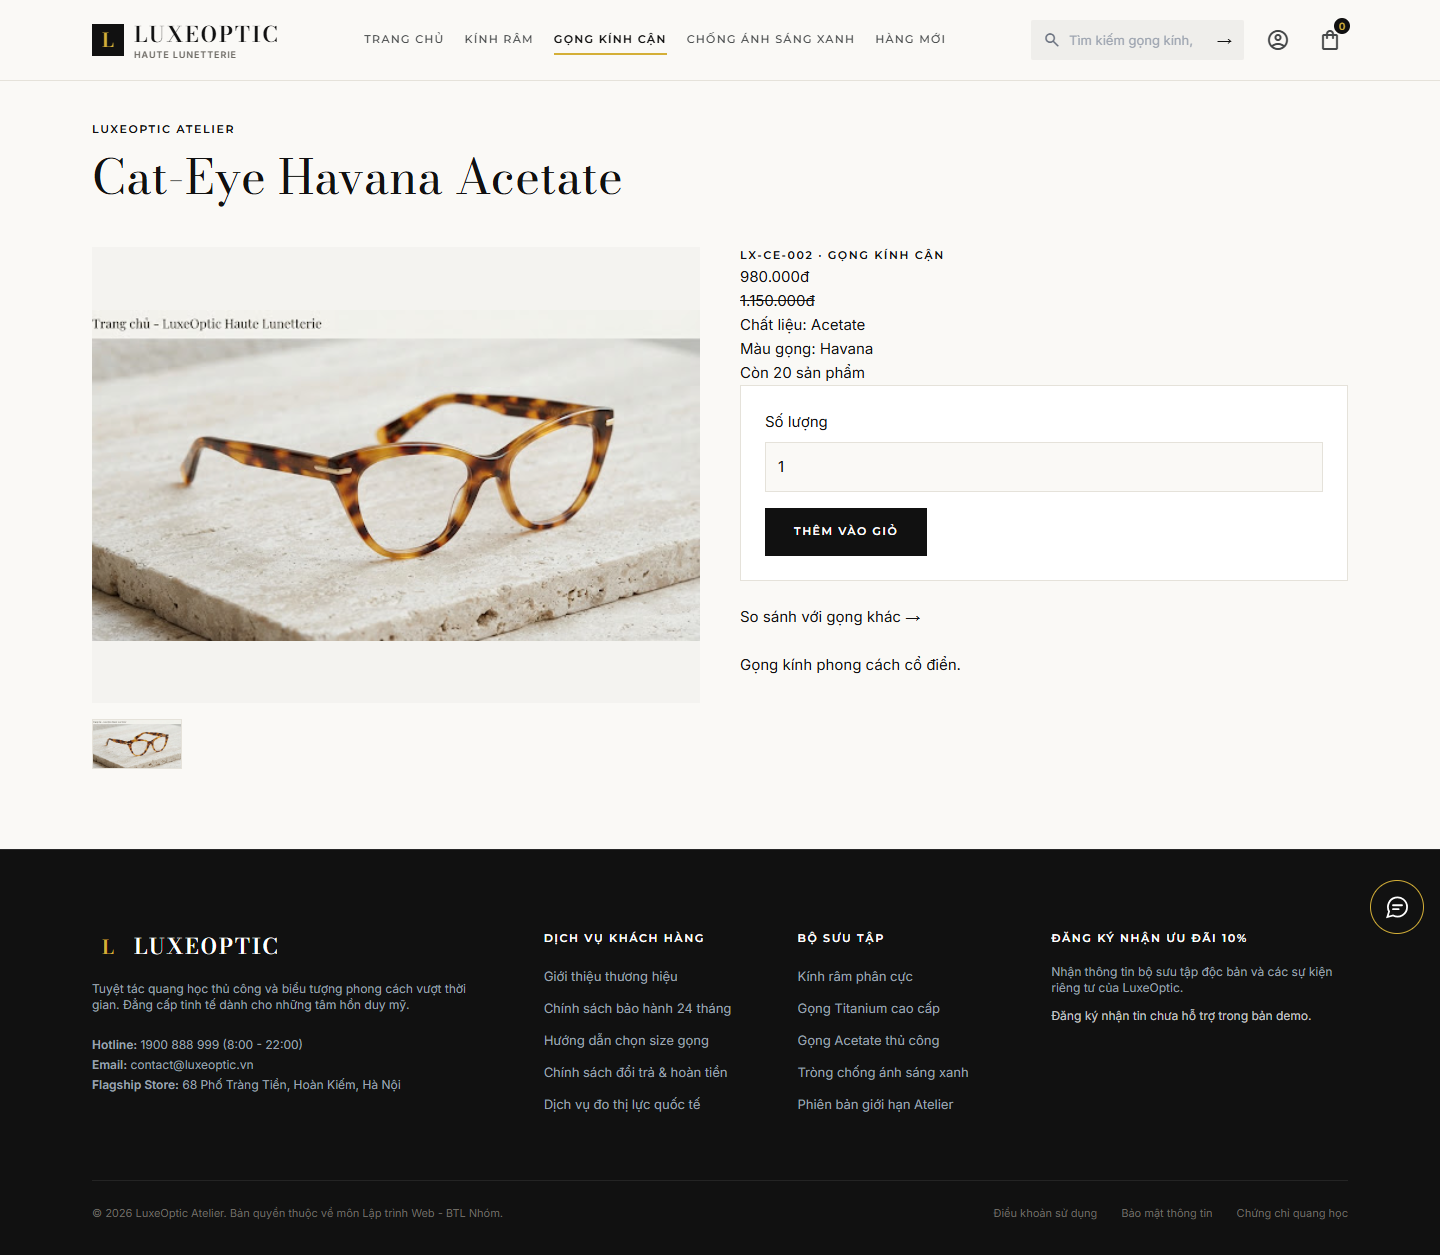 L LUXEOPTIC
HAUTE LUNETTERIE
TRANG CHỦ
KÍNH RÂM
GỌNG KÍNH CẬN
CHỐNG ÁNH SÁNG XANH
HÀNG MỚI
Tìm kiếm gọng kính,
→
0
LUXEOPTIC ATELIER
Cat-Eye Havana Acetate
Trang chủ - LuxeOptic Haute Lunetterie
LX-CE-002 · GỌNG KÍNH CẬN
980.000đ
1.150.000đ
Chất liệu: Acetate
Màu gọng: Havana
Còn 20 sản phẩm
Số lượng
1
THÊM VÀO GIỎ
So sánh với gọng khác →
Gọng kính phong cách cổ điển.
L LUXEOPTIC
Tuyệt tác quang học thủ công và biểu tượng phong cách vượt thời
gian. Đẳng cấp tinh tế dành cho những tâm hồn duy mỹ.
Hotline: 1900 888 999 (8:00 - 22:00)
Email: contact@luxeoptic.vn
Flagship Store: 68 Phố Tràng Tiền, Hoàn Kiếm, Hà Nội
DỊCH VỤ KHÁCH HÀNG
Giới thiệu thương hiệu
Chính sách bảo hành 24 tháng
Hướng dẫn chọn size gọng
Chính sách đổi trả & hoàn tiền
Dịch vụ đo thị lực quốc tế
BỘ SƯU TẬP
Kính râm phân cực
Gọng Titanium cao cấp
Gọng Acetate thủ công
Tròng chống ánh sáng xanh
Phiên bản giới hạn Atelier
ĐĂNG KÝ NHẬN ƯU ĐÃI 10%
Nhận thông tin bộ sưu tập độc bản và các sự kiện
riêng tư của LuxeOptic.
Đăng ký nhận tin chưa hỗ trợ trong bản demo.
© 2026 LuxeOptic Atelier. Bản quyền thuộc về môn Lập trình Web - BTL Nhóm.
Điều khoản sử dụng
Bảo mật thông tin
Chứng chỉ quang học